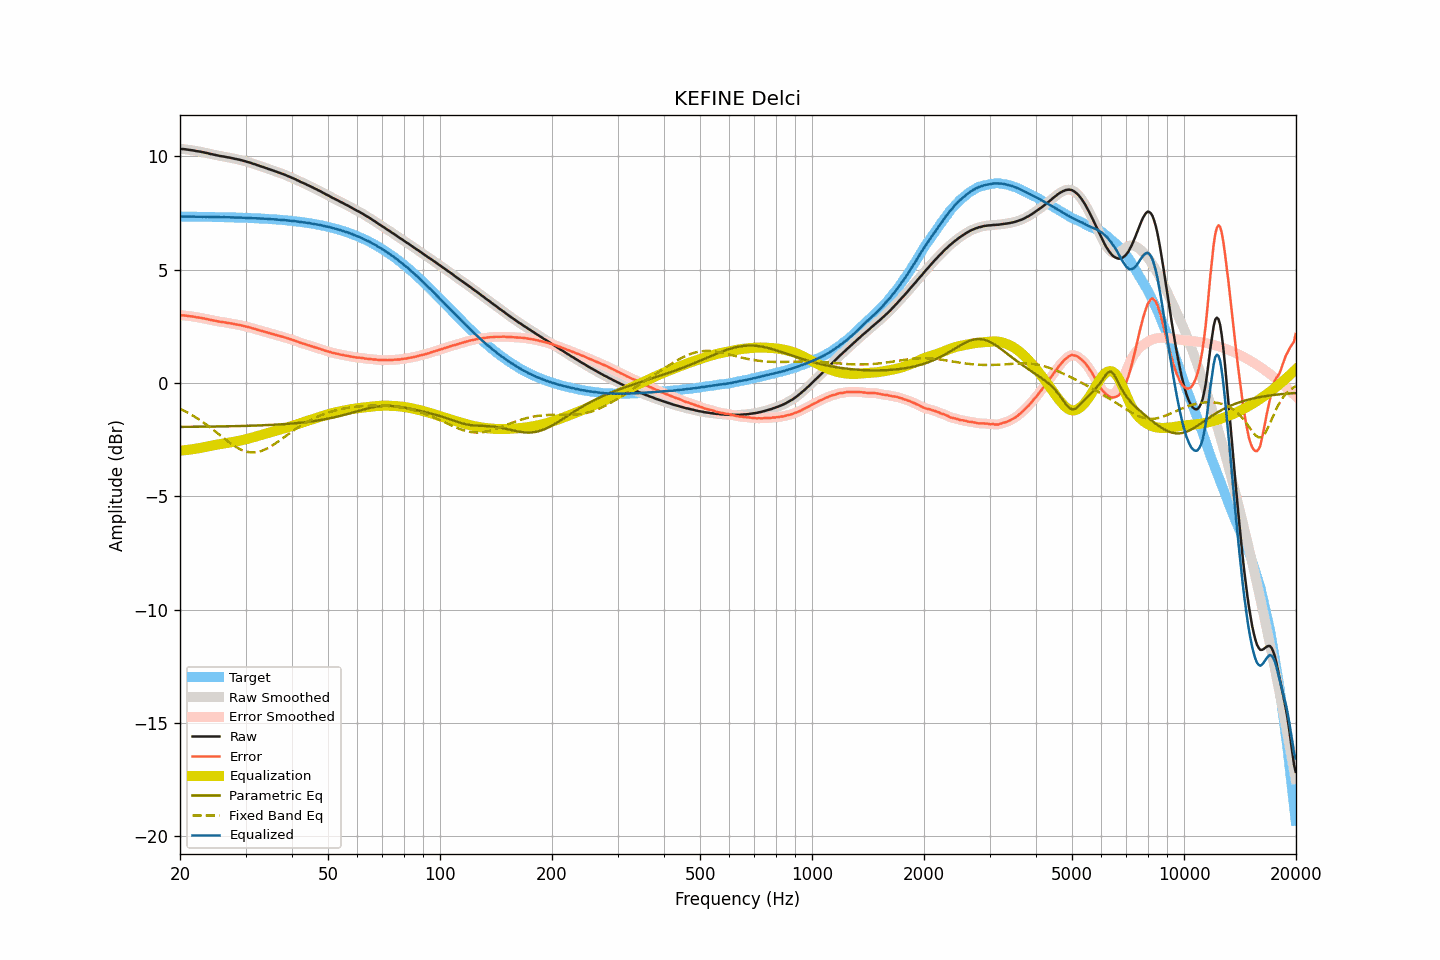 KEFINE Delci
10
5
0
−5
−10
−15
−20
Amplitude (dBr)
Target
Raw Smoothed
Error Smoothed
Raw
Error
Equalization
Parametric Eq
Fixed Band Eq
Equalized
20 50 100 200 500 1000 2000 5000 10000 20000
Frequency (Hz)